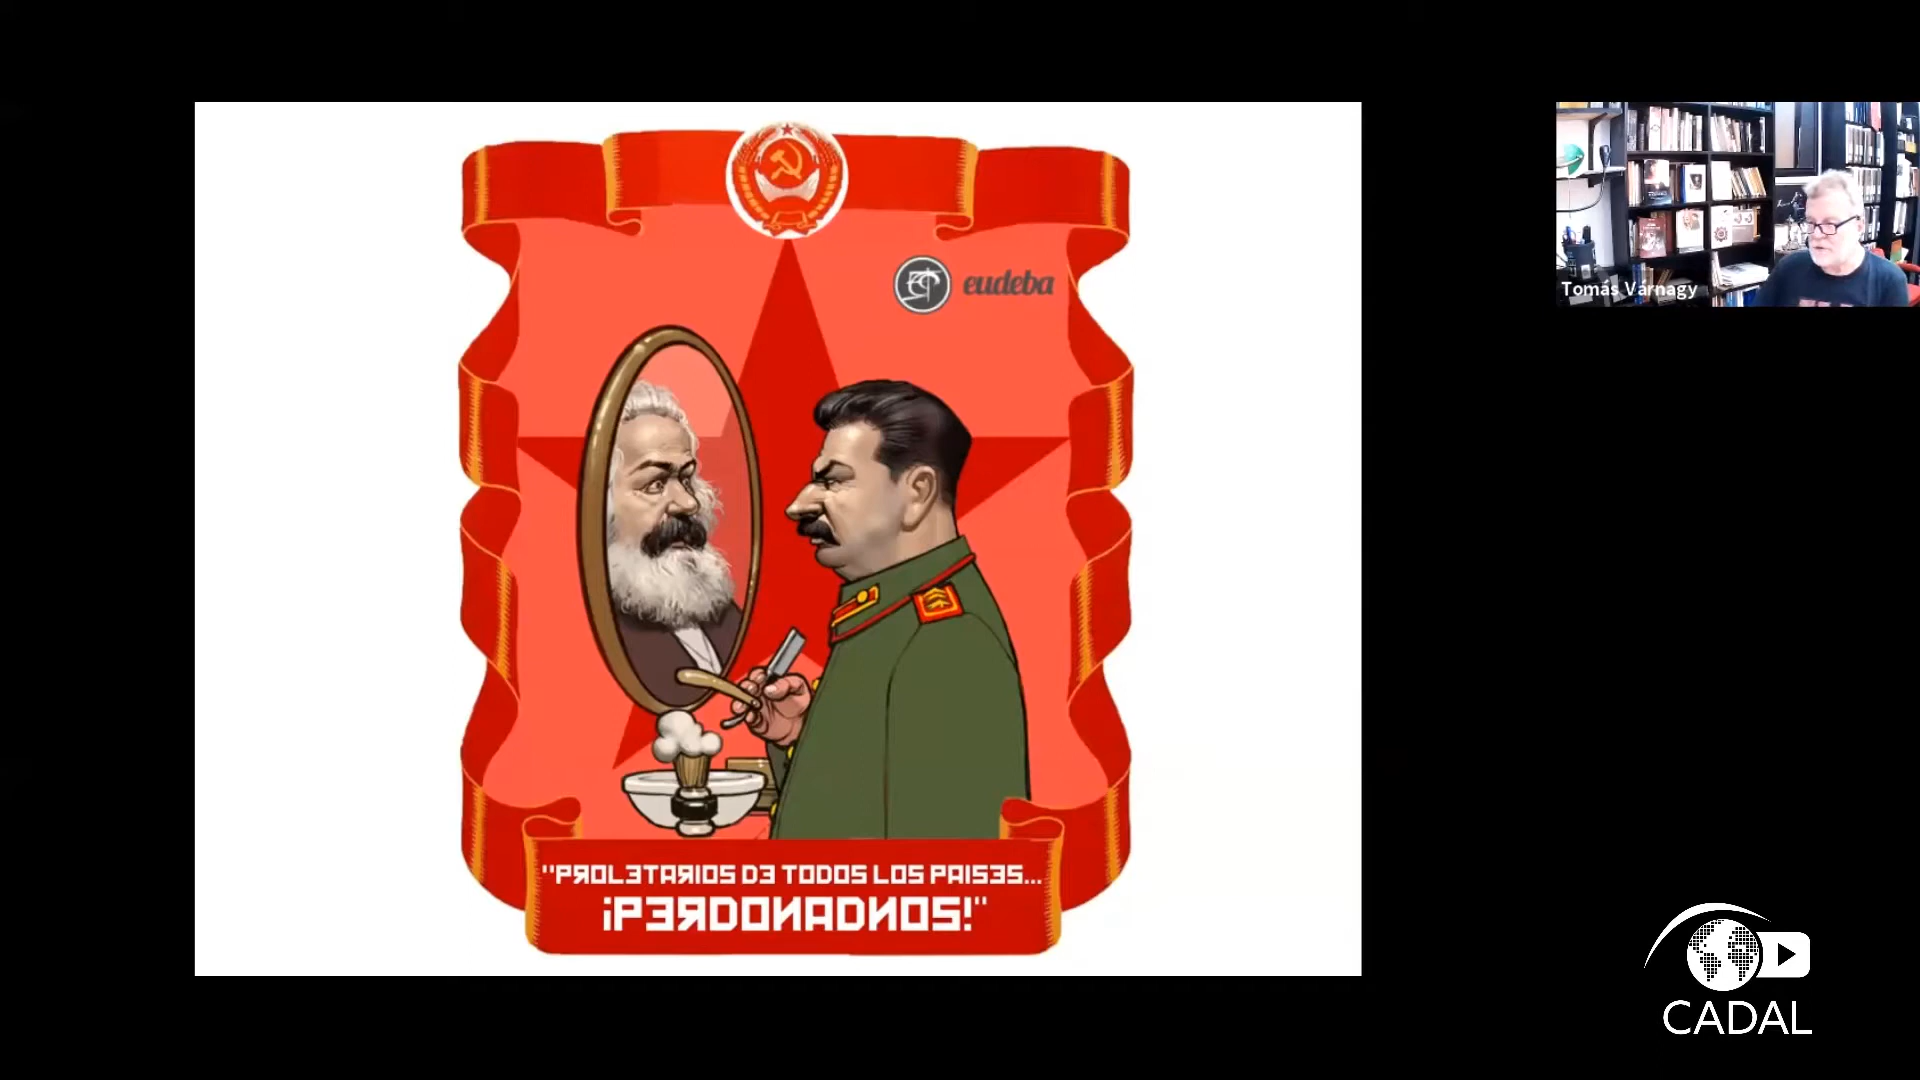 eudeba
Tomás Várnagy
"PROLETARIOS DE TODOS LOS PAISES...
¡PERDONADNOS!"
CADAL